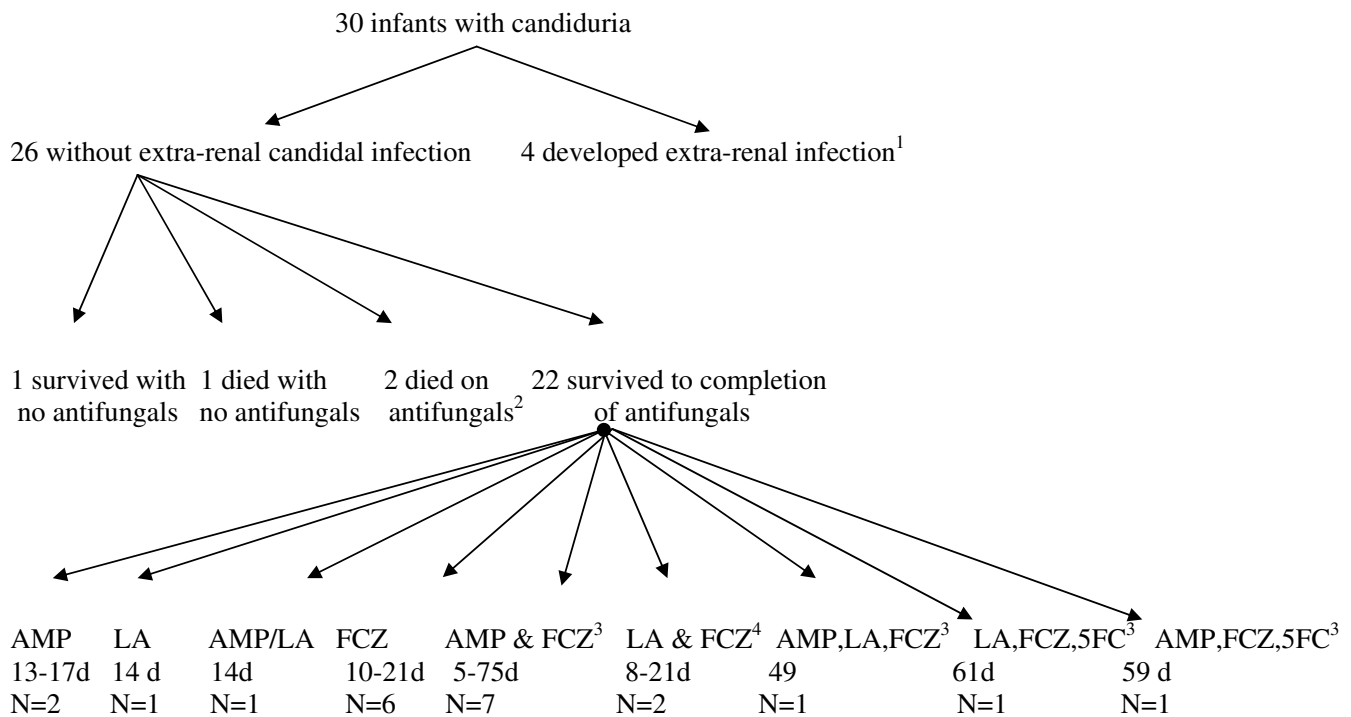 30 infants with candiduria
26 without extra-renal candidal infection 4 developed extra-renal infection1
1 survived with 1 died with 2 died on 22 survived to completion
no antifungals no antifungals antifungals2 of antifungals
AMP LA AMP/LA FCZ AMP & FCZ3 LA & FCZ4 AMP,LA,FCZ3 LA,FCZ,5FC3 AMP,FCZ,5FC3
13-17d 14 d 14d 10-21d 5-75d 8-21d 49 61d 59 d
N=2 N=1 N=1 N=6 N=7 N=2 N=1 N=1 N=1